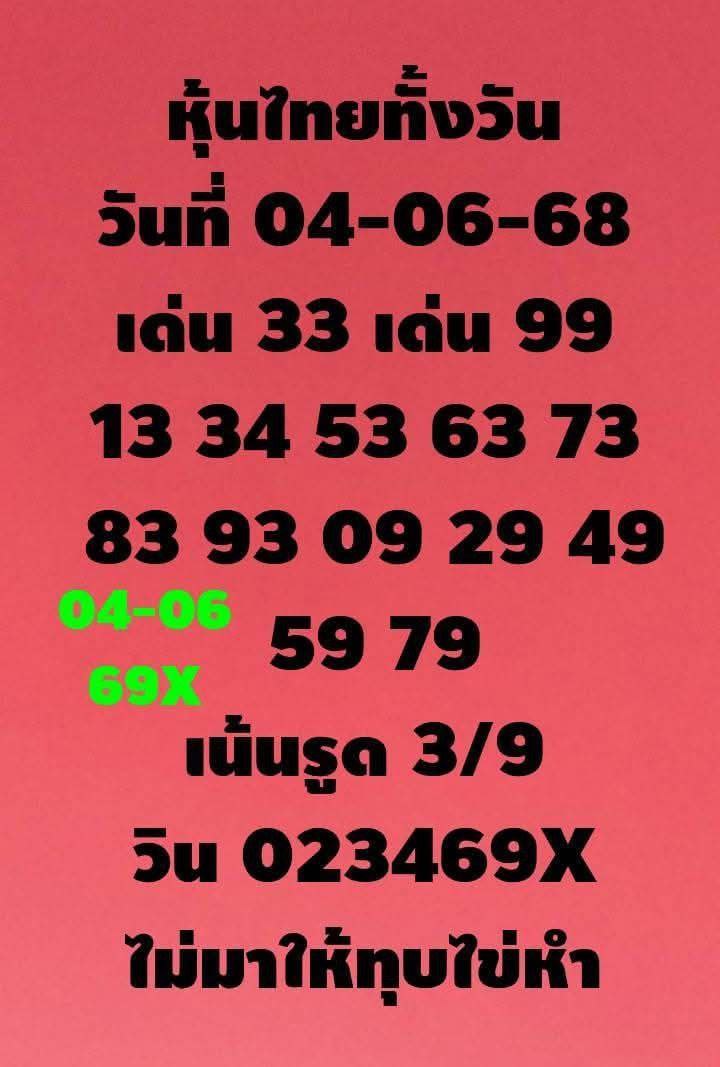 หุ้นไทยทั้งวัน
วันที่ 04-06-68
เด่น 33 เด่น 99
13 34 53 63 73
83 93 09 29 49
04-06
69X
59 79
เน้นรูด 3/9
วิน 023469X
ไม่มาให้ทุบไข่หำ